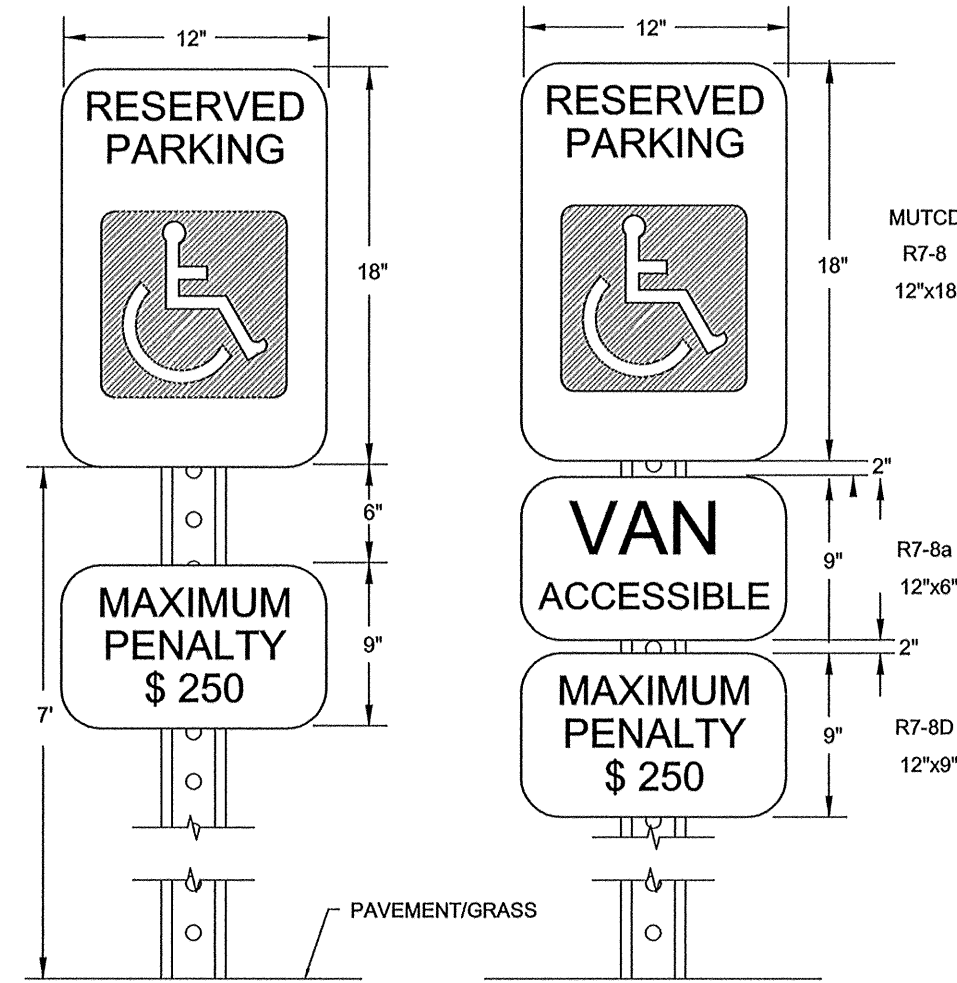 12"
RESERVED
PARKING
18"
6"
MAXIMUM
PENALTY
$ 250
9"
7'
PAVEMENT/GRASS
12"
RESERVED
PARKING
18"
MUTCD
R7-8
12"x18
2"
VAN
ACCESSIBLE
9"
R7-8a
12"x6"
2"
MAXIMUM
PENALTY
$ 250
9"
R7-8D
12"x9"